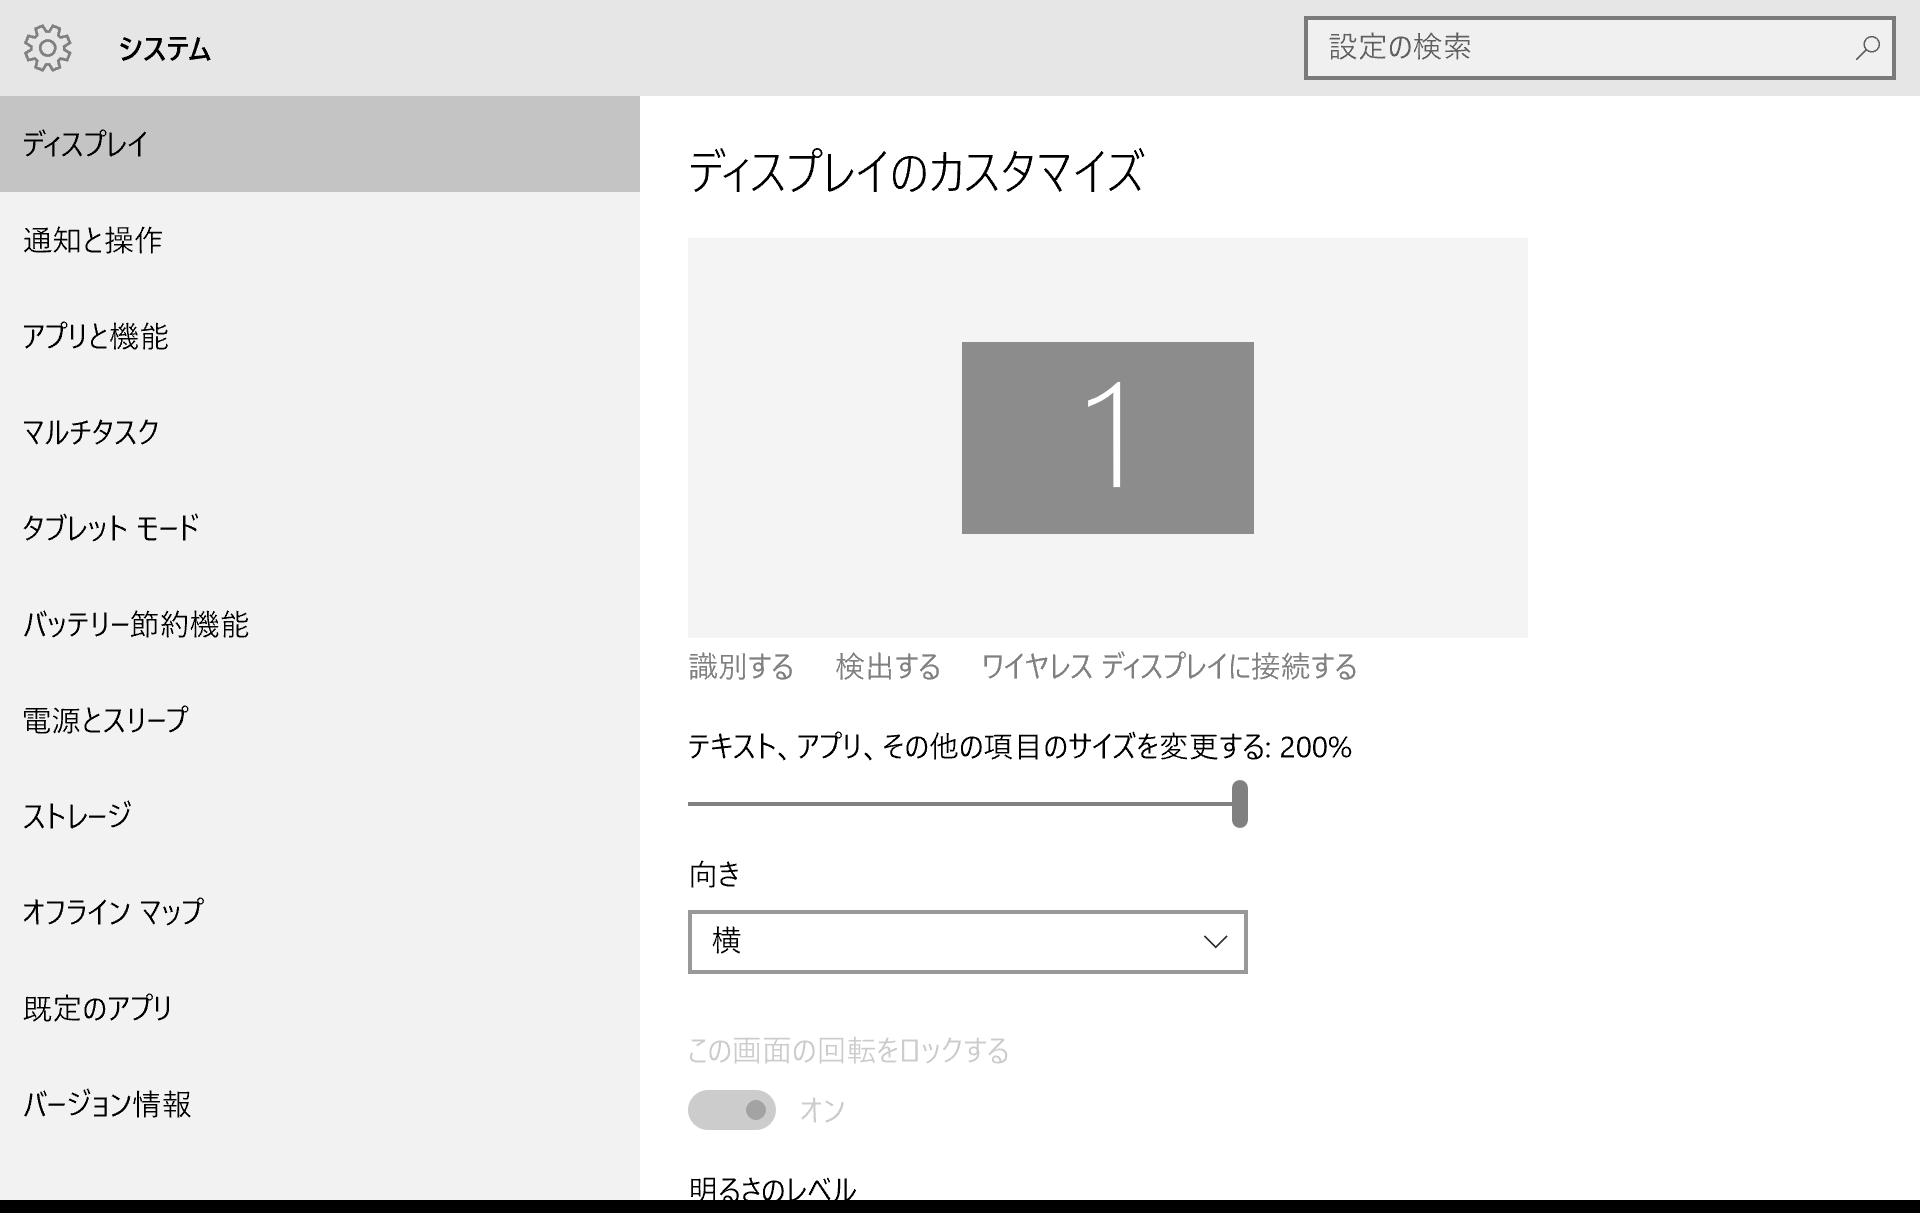 システム
設定の検索
ディスプレイ
通知と操作
アプリと機能
マルチタスク
タブレット モード
バッテリー節約機能
電源とスリープ
ストレージ
オフライン マップ
既定のアプリ
バージョン情報
ディスプレイのカスタマイズ
1
識別する 検出する ワイヤレス ディスプレイに接続する
テキスト、アプリ、その他の項目のサイズを変更する: 200%
向き
横
この画面の回転をロックする
オン
明るさのレベル